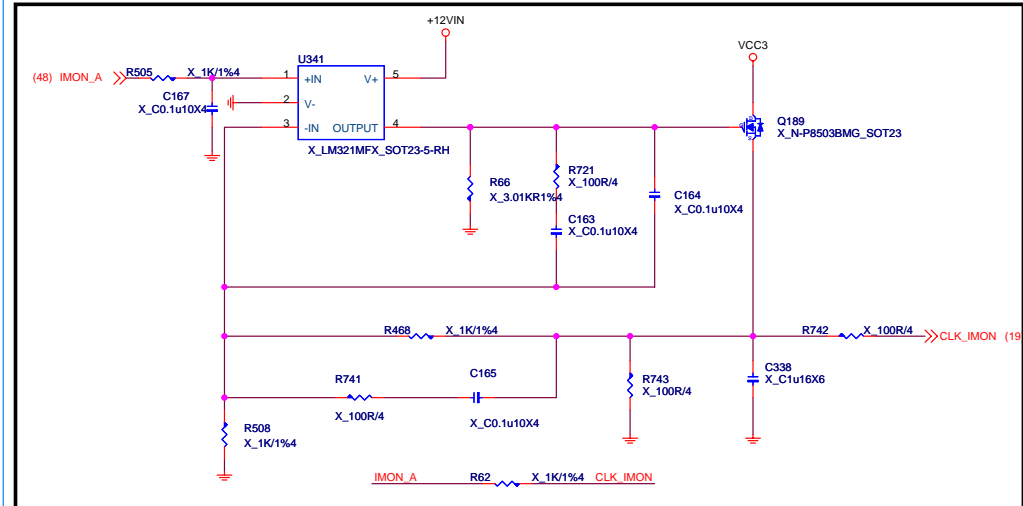 +12VIN
VCC3
U341
(48) IMON_A
R505
X_1K/1%4
1
+IN
V+
5
C167
X_C0.1u10X4
2
V-
3
-IN
OUTPUT
4
X_LM321MFX_SOT23-5-RH
Q189
X_N-P8503BMG_SOT23
G
S
R66
X_3.01KR1%4
R721
X_100R/4
C163
X_C0.1u10X4
C164
X_C0.1u10X4
R468
X_1K/1%4
R742
X_100R/4
CLK_IMON (19
R741
X_100R/4
C165
X_C0.1u10X4
R743
X_100R/4
C338
X_C1u16X6
R508
X_1K/1%4
IMON_A
R62
X_1K/1%4
CLK_IMON